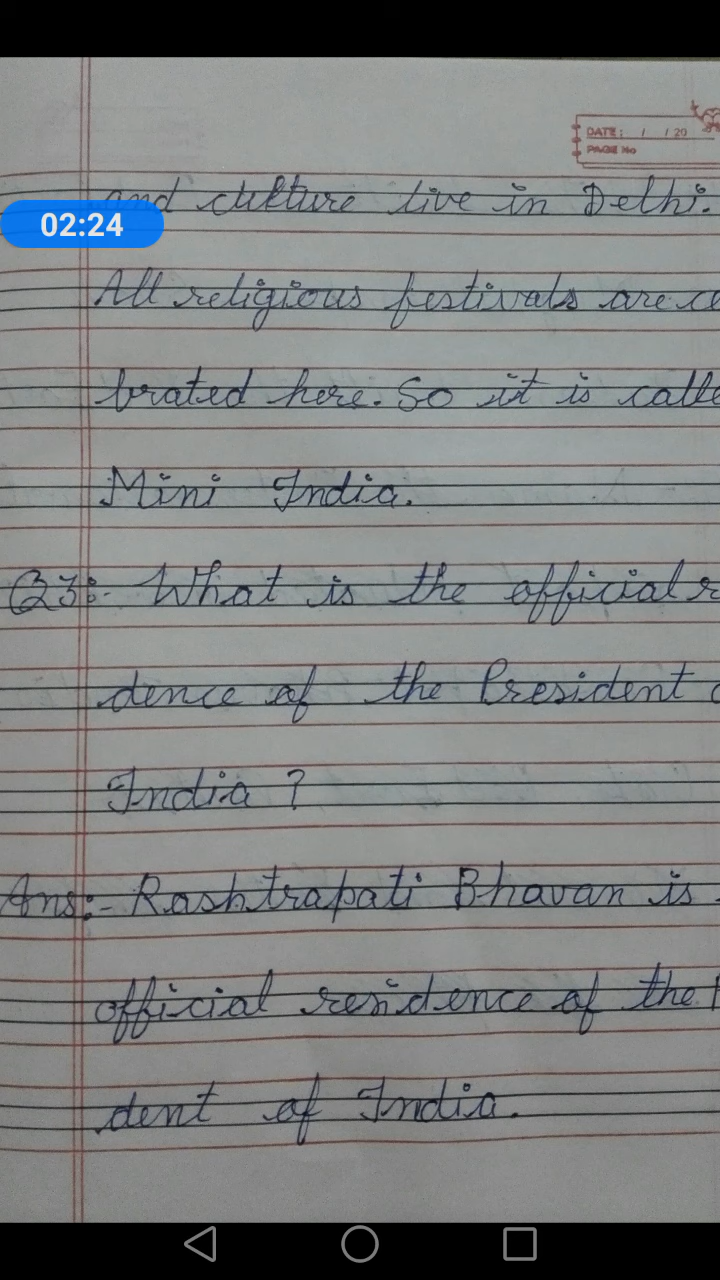 DATE: / / 20
PAGE No
and culture live in Delhi.
02:24
All religious festivals are ce
brated here. So it is calle
Mini India.
Q3:- What is the official r
dence of the President o
India ?
Ans:- Rashtrapati Bhavan is
official residence of the P
dent of India.